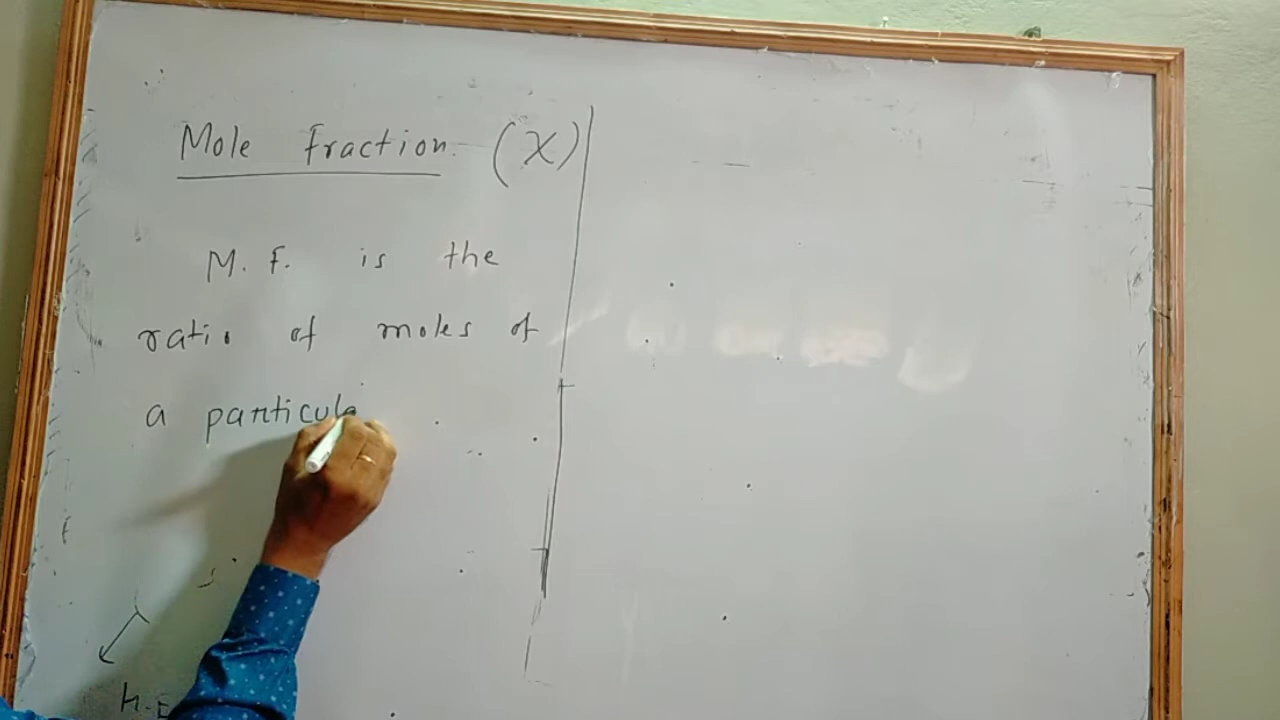 Mole Fraction. (X)
M. F. is the
ratio of moles of
a particula
H.E